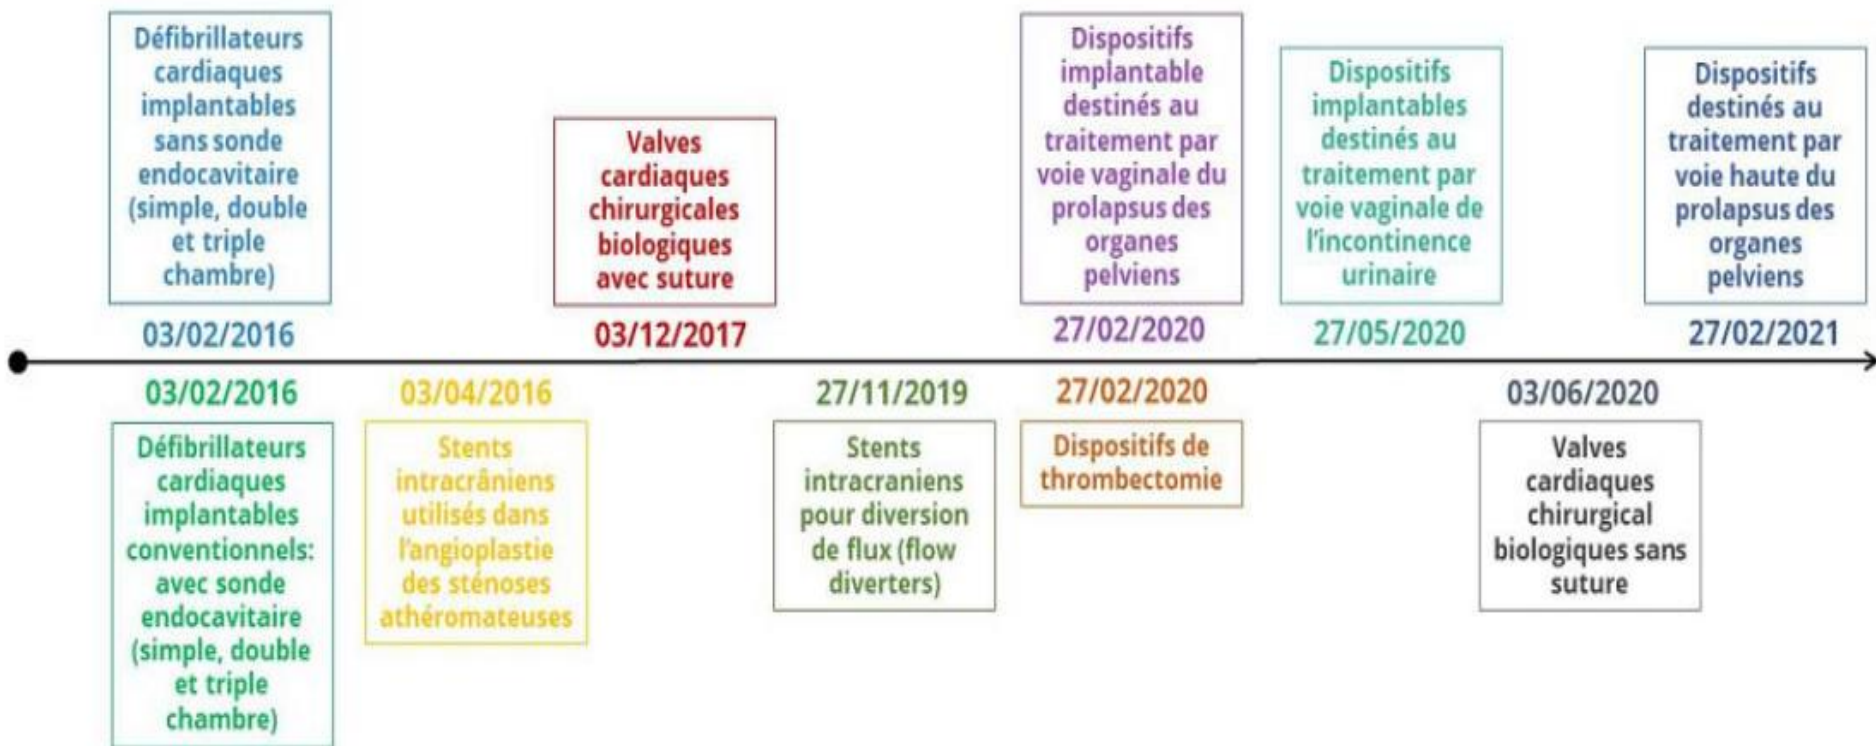 Défibrillateurs
cardiaques
implantables
sans sonde
endocavitaire
(simple, double
et triple
chambre)
03/02/2016
Valves
cardiaques
chirurgicales
biologiques
avec suture
03/12/2017
Dispositifs
implantable
destinés au
traitement par
voie vaginale du
prolapsus des
organes
pelviens
27/02/2020
Dispositifs
implantables
destinés au
traitement par
voie vaginale de
l'incontinence
urinaire
27/05/2020
Dispositifs
destinés au
traitement par
voie haute du
prolapsus des
organes
pelviens
27/02/2021
03/02/2016
Défibrillateurs
cardiaques
implantables
conventionnels:
avec sonde
endocavitaire
(simple, double
et triple
chambre)
03/04/2016
Stents
intracrâniens
utilisés dans
l'angioplastie
des sténoses
athéromateuses
27/11/2019
Stents
intracraniens
pour diversion
de flux (flow
diverters)
27/02/2020
Dispositifs de
thrombectomie
03/06/2020
Valves
cardiaques
chirurgical
biologiques sans
suture